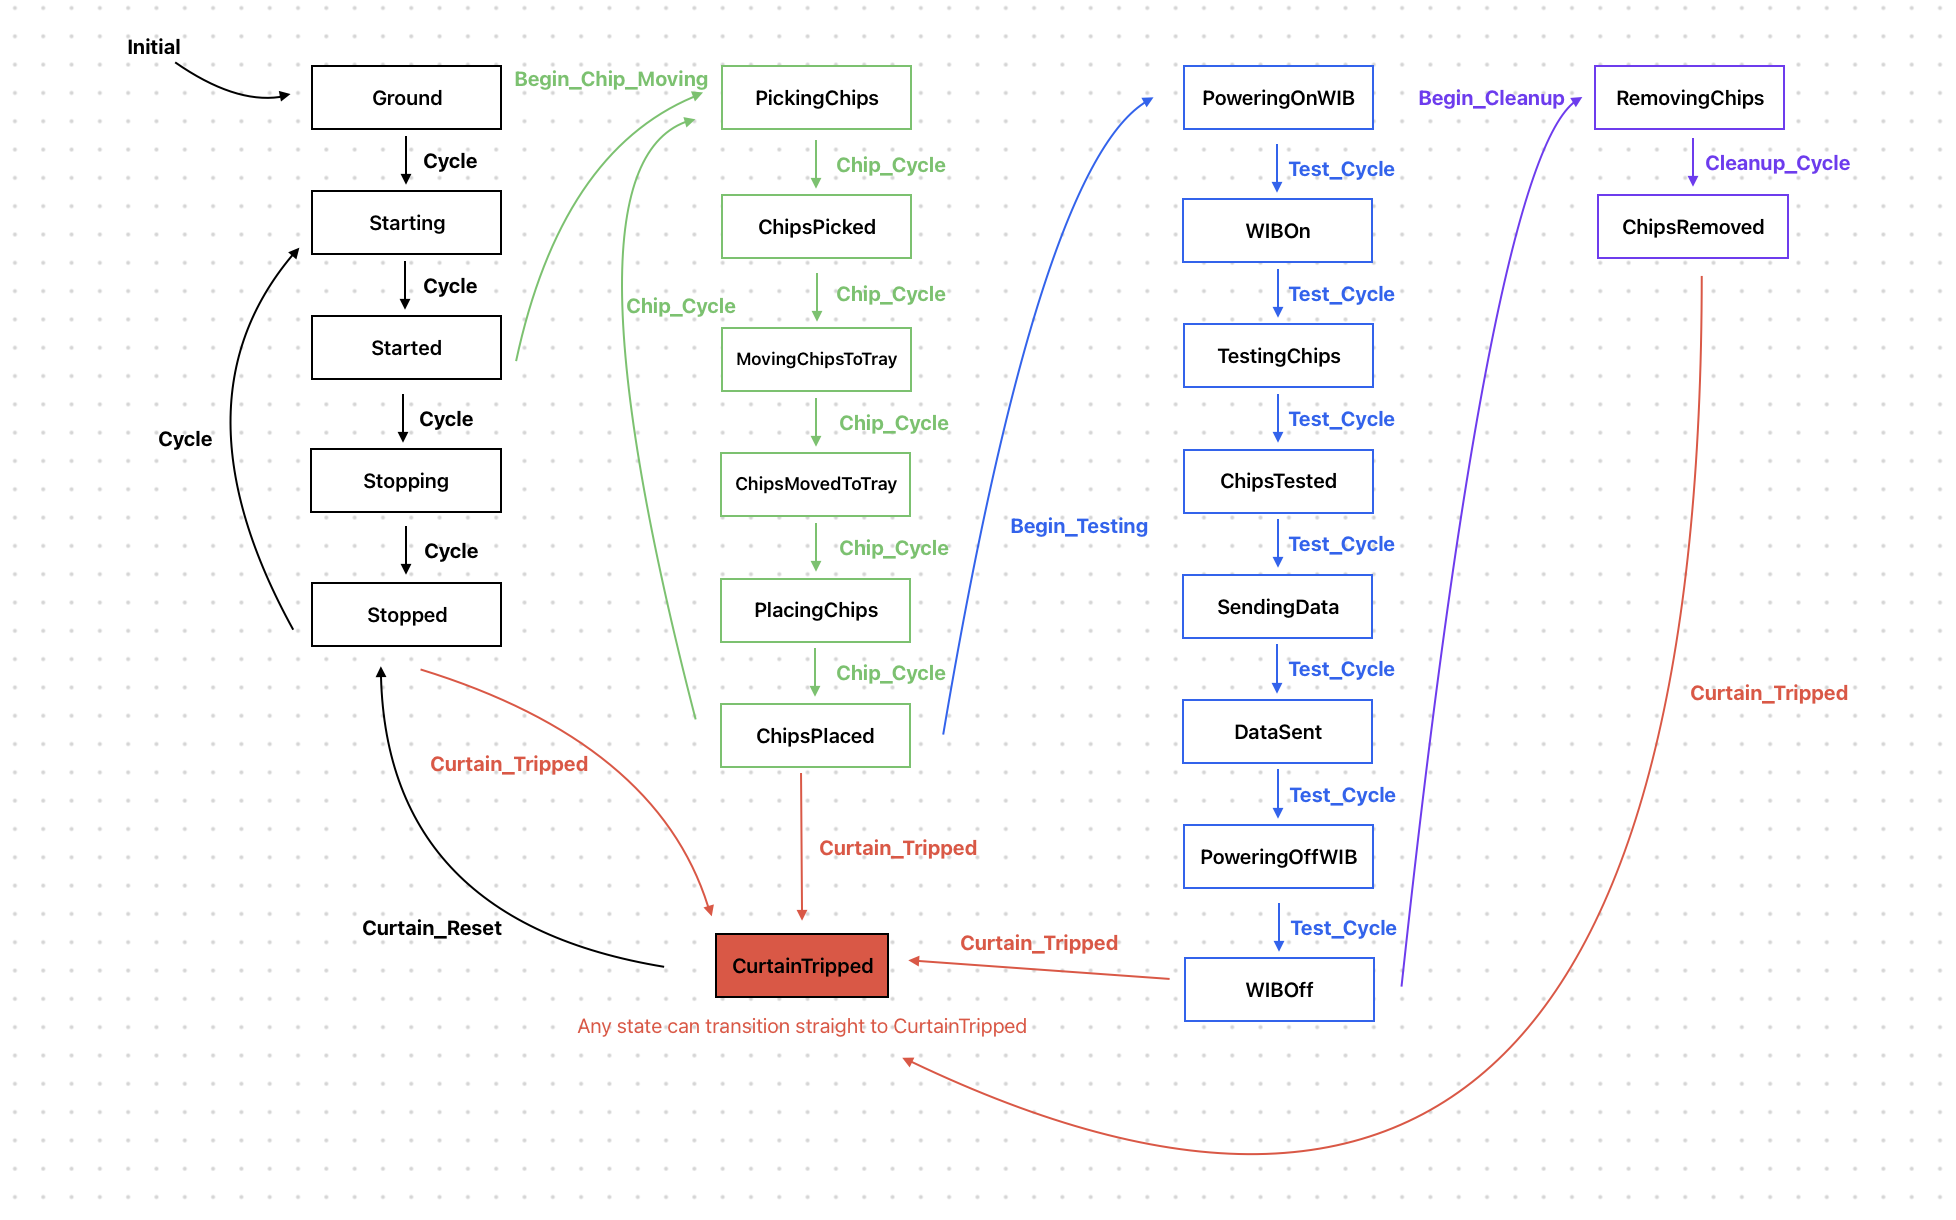 Initial
Ground
Cycle
Starting
Cycle
Started
Cycle
Stopping
Cycle
Stopped
Cycle
Curtain_Tripped
Curtain_Reset
Begin_Chip_Moving
PickingChips
Chip_Cycle
ChipsPicked
Chip_Cycle
Chip_Cycle
MovingChipsToTray
Chip_Cycle
ChipsMovedToTray
Chip_Cycle
PlacingChips
Chip_Cycle
ChipsPlaced
Curtain_Tripped
CurtainTripped
Any state can transition straight to CurtainTripped
Begin_Testing
PoweringOnWIB
Test_Cycle
WIBOn
Test_Cycle
TestingChips
Test_Cycle
ChipsTested
Test_Cycle
SendingData
Test_Cycle
DataSent
Test_Cycle
PoweringOffWIB
Test_Cycle
WIBOff
Curtain_Tripped
Begin_Cleanup
RemovingChips
Cleanup_Cycle
ChipsRemoved
Curtain_Tripped